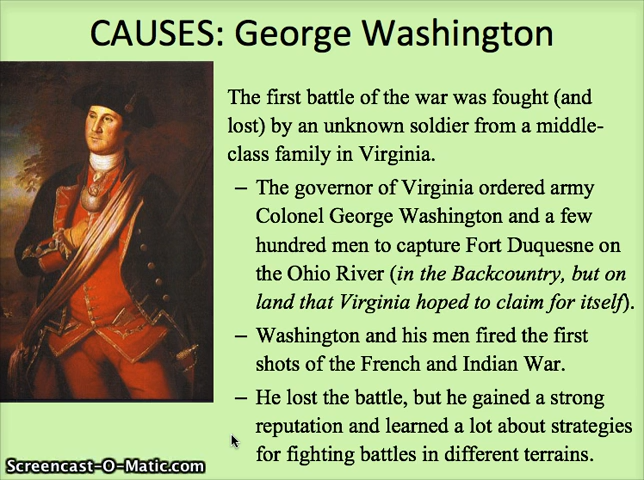 CAUSES: George Washington
The first battle of the war was fought (and
lost) by an unknown soldier from a middle-
class family in Virginia.
– The governor of Virginia ordered army
Colonel George Washington and a few
hundred men to capture Fort Duquesne on
the Ohio River (in the Backcountry, but on
land that Virginia hoped to claim for itself).
– Washington and his men fired the first
shots of the French and Indian War.
– He lost the battle, but he gained a strong
reputation and learned a lot about strategies
for fighting battles in different terrains.
Screencast-O-Matic.com